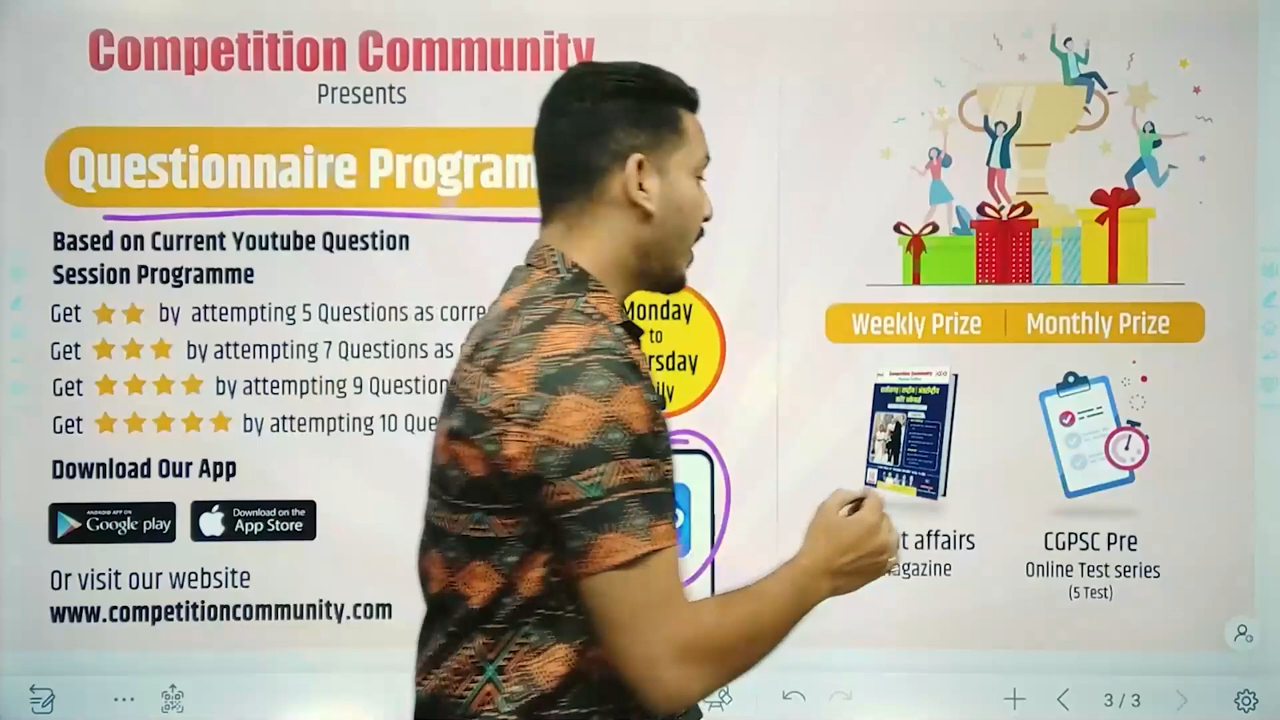 Competition Community
Presents
Questionnaire Program
Based on Current Youtube Question
Session Programme
Get by attempting 5 Questions as corre
Get by attempting 7 Questions as
Get by attempting 9 Question
Get by attempting 10 Que
Download Our App
ANDROID APP ON
Google play
Download on the
App Store
Or visit our website
www.competitioncommunity.com
Monday
to
rsday
ily
Weekly Prize
Monthly Prize
Competition Community
t affairs
agazine
CGPSC Pre
Online Test series
(5 Test)
3/3